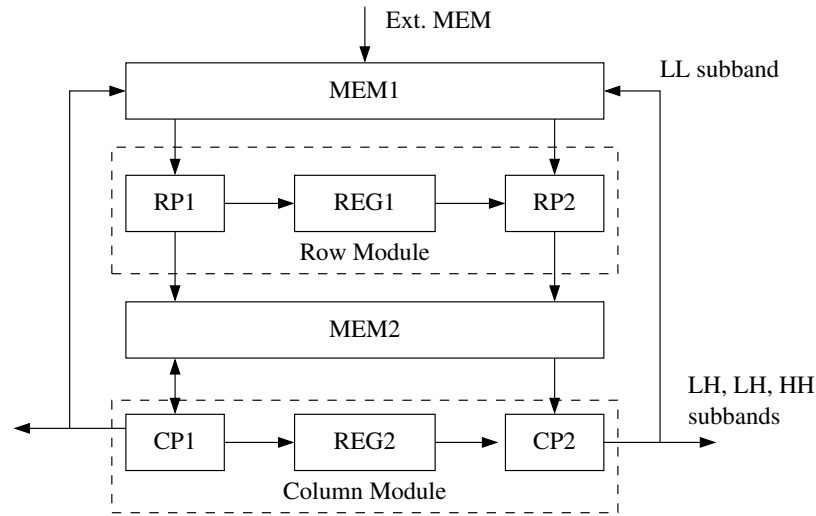 Ext. MEM
LL subband
MEM1
RP1
REG1
RP2
Row Module
MEM2
LH, LH, HH
subbands
CP1
REG2
CP2
Column Module